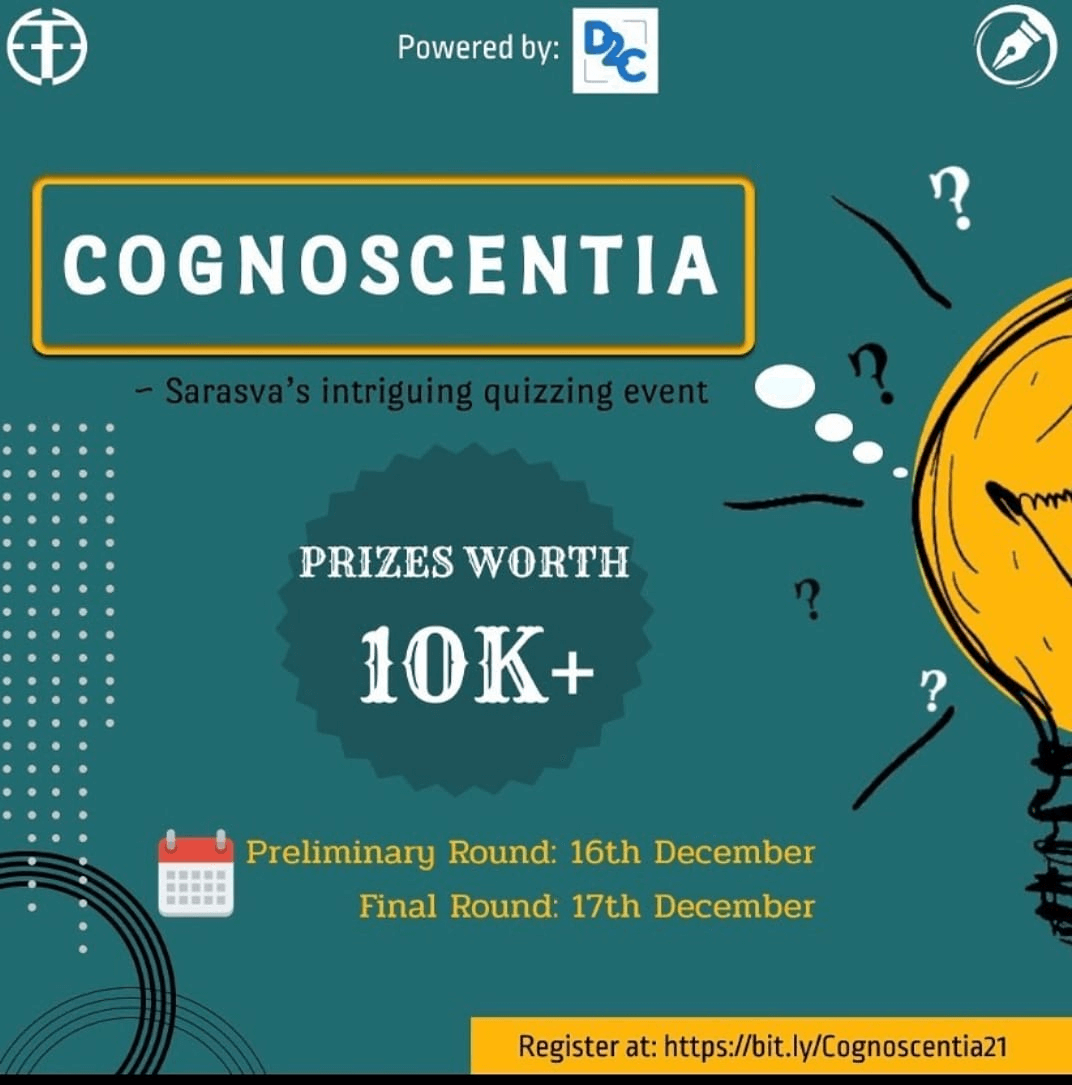 Powered by:
D2C
COGNOSCENTIA
~ Sarasva's intriguing quizzing event
?
?
?
?
PRIZES WORTH
10K+
Preliminary Round: 16th December
Final Round: 17th December
Register at: https://bit.ly/Cognoscentia21